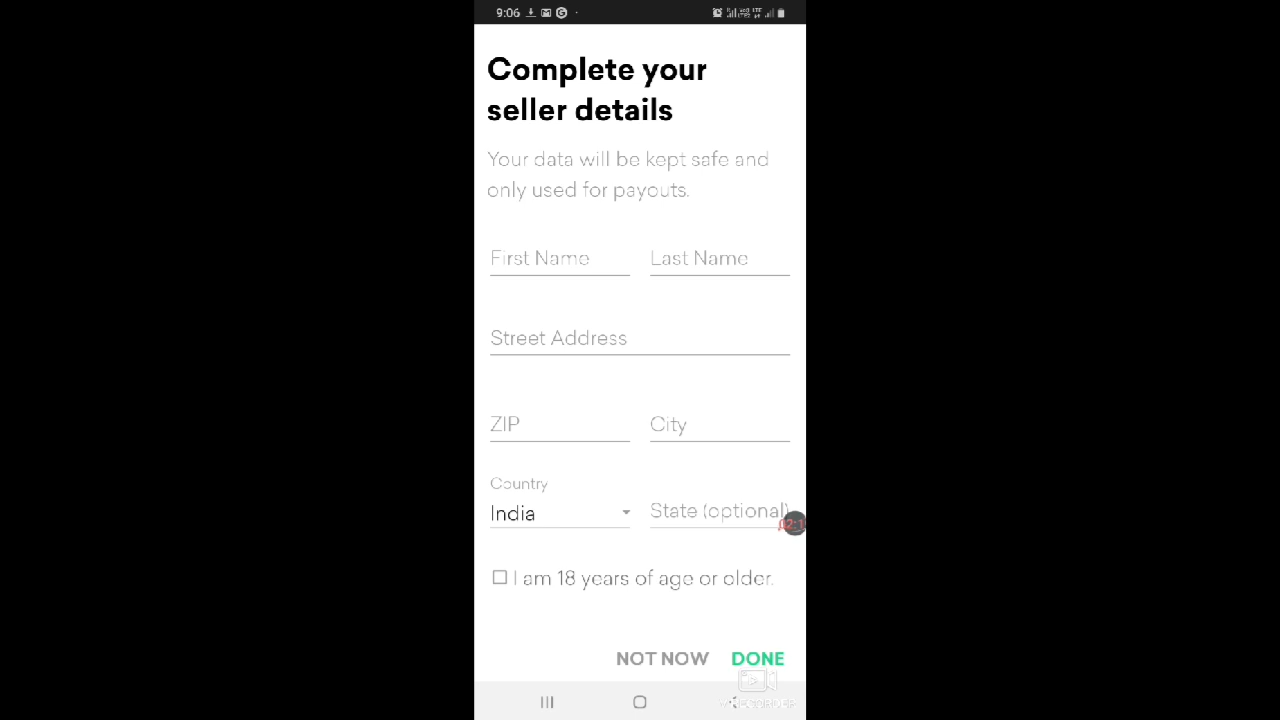 9:06
Complete your
seller details
Your data will be kept safe and
only used for payouts.
First Name Last Name
Street Address
ZIP City
Country
India State (optional)
I am 18 years of age or older.
NOT NOW DONE